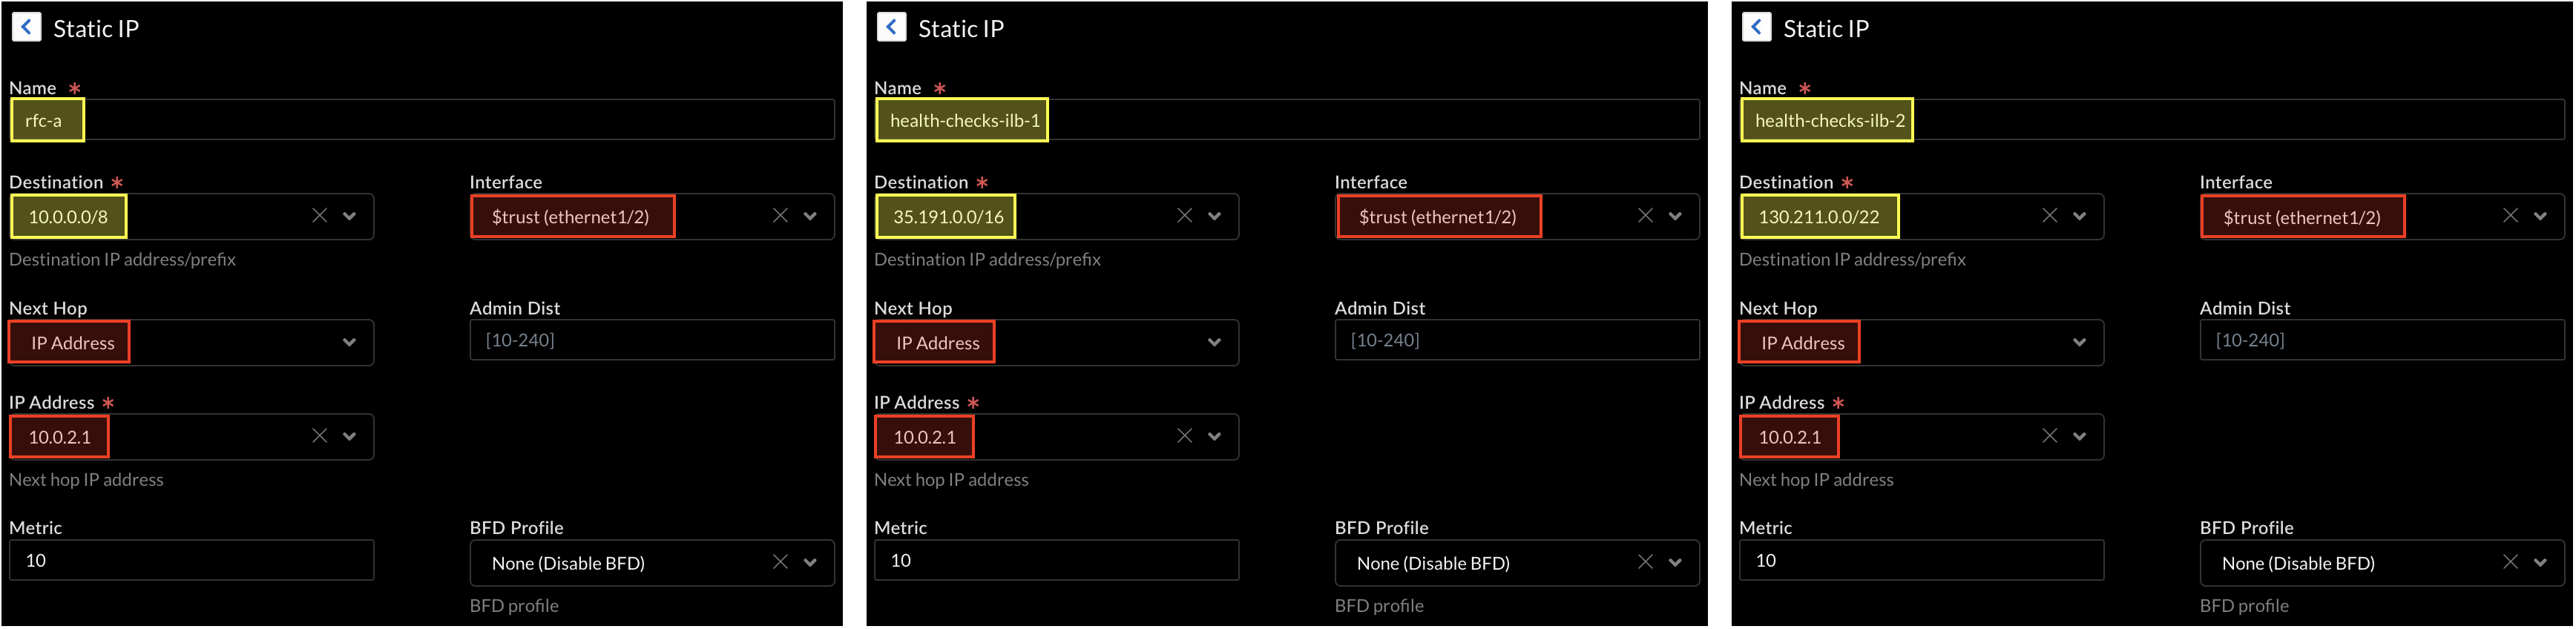 Static IP
Name *
rfc-a
Destination *
Interface
10.0.0.0/8
$trust (ethernet1/2)
Destination IP address/prefix
Next Hop
Admin Dist
IP Address
[10-240]
IP Address *
10.0.2.1
Next hop IP address
Metric
BFD Profile
10
None (Disable BFD)
BFD profile
Static IP
Name *
health-checks-ilb-1
Destination *
Interface
35.191.0.0/16
$trust (ethernet1/2)
Destination IP address/prefix
Next Hop
Admin Dist
IP Address
[10-240]
IP Address *
10.0.2.1
Next hop IP address
Metric
BFD Profile
10
None (Disable BFD)
BFD profile
Static IP
Name *
health-checks-ilb-2
Destination *
Interface
130.211.0.0/22
$trust (ethernet1/2)
Destination IP address/prefix
Next Hop
Admin Dist
IP Address
[10-240]
IP Address *
10.0.2.1
Next hop IP address
Metric
BFD Profile
10
None (Disable BFD)
BFD profile